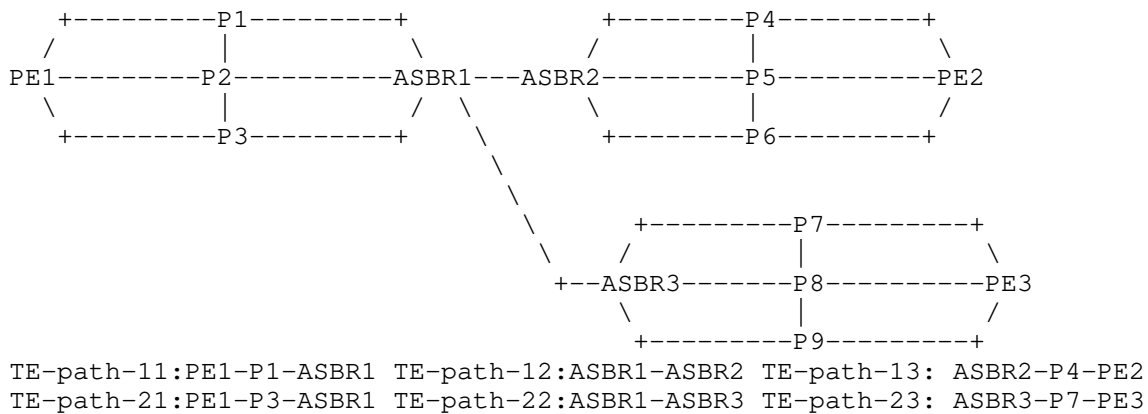 +---------P1---------+ +---------P4---------+
/ | \ / | \
PE1---------P2----------ASBR1---ASBR2---------P5----------PE2
\ | / \ \ | /
+---------P3---------+ \ +---------P6---------+
\
\
\ +---------P7---------+
\ / | \
+--ASBR3-------P8----------PE3
\ | /
+---------P9---------+
TE-path-11:PE1-P1-ASBR1 TE-path-12:ASBR1-ASBR2 TE-path-13: ASBR2-P4-PE2
TE-path-21:PE1-P3-ASBR1 TE-path-22:ASBR1-ASBR3 TE-path-23: ASBR3-P7-PE3